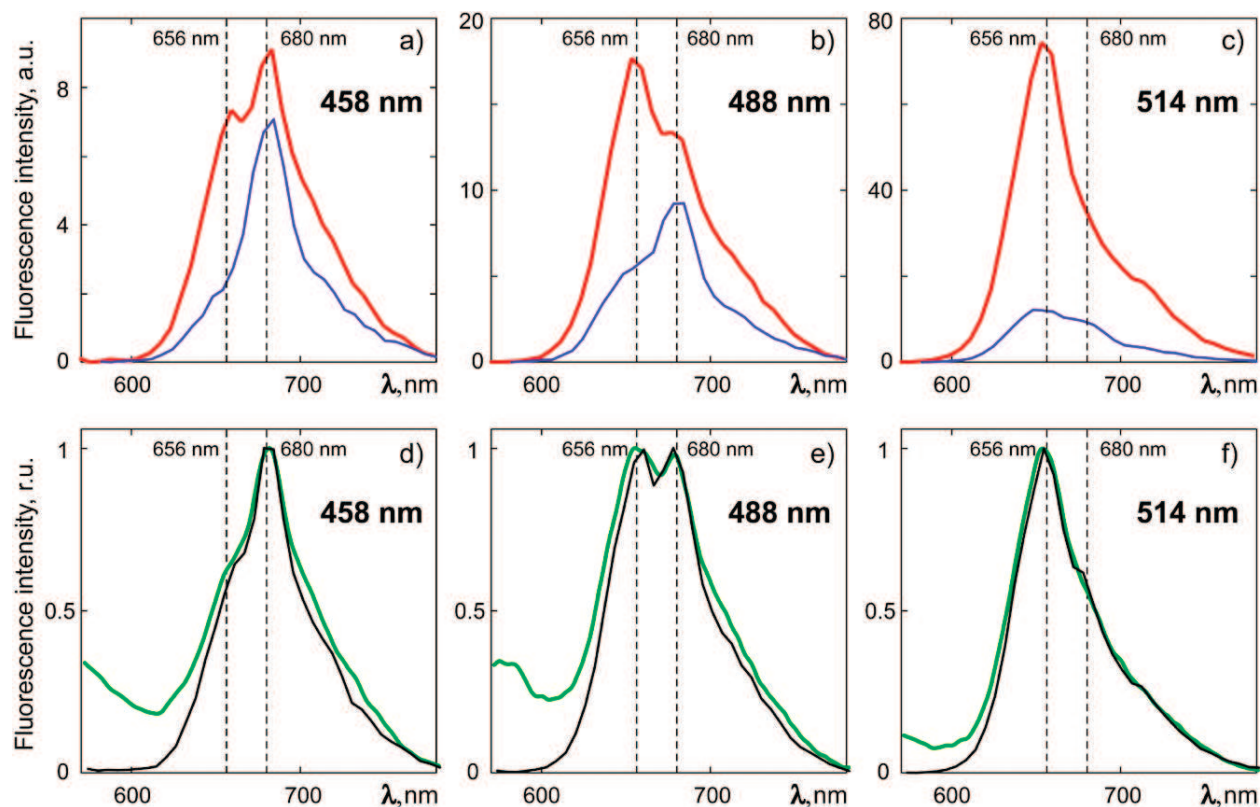 Fluorescence intensity, a.u.
8
4
0
656 nm
680 nm
a)
458 nm
600
700
λ, nm
20
10
0
656 nm
680 nm
b)
488 nm
600
700
λ, nm
80
40
0
656 nm
680 nm
c)
514 nm
600
700
λ, nm
Fluorescence intensity, r.u.
1
0.5
0
656 nm
680 nm
d)
458 nm
600
700
λ, nm
1
0.5
0
656 nm
680 nm
e)
488 nm
600
700
λ, nm
1
0.5
0
656 nm
680 nm
f)
514 nm
600
700
λ, nm